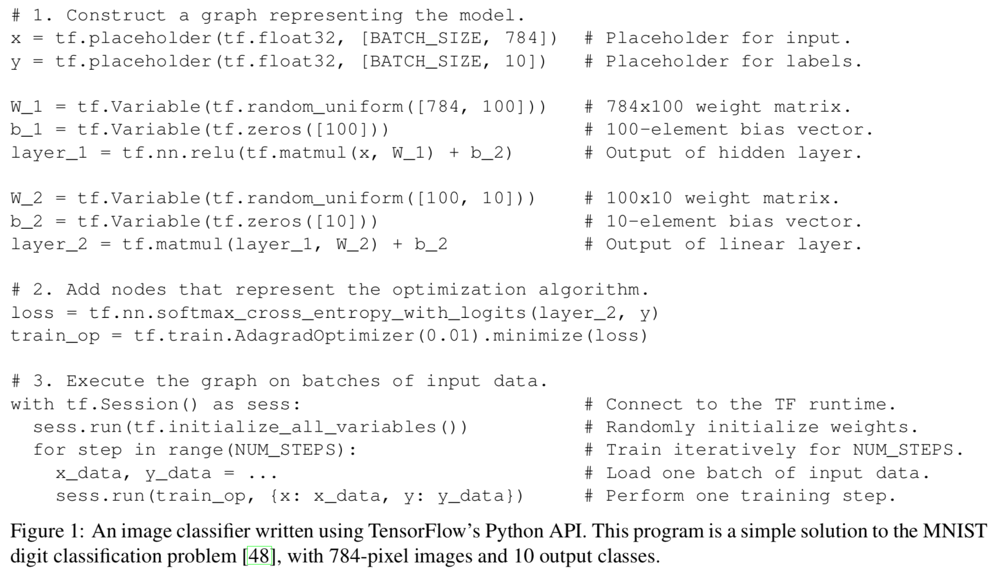 # 1. Construct a graph representing the model.
x = tf.placeholder(tf.float32, [BATCH_SIZE, 784])  # Placeholder for input.
y = tf.placeholder(tf.float32, [BATCH_SIZE, 10])   # Placeholder for labels.

W_1 = tf.Variable(tf.random_uniform([784, 100]))   # 784x100 weight matrix.
b_1 = tf.Variable(tf.zeros([100]))                 # 100-element bias vector.
layer_1 = tf.nn.relu(tf.matmul(x, W_1) + b_2)      # Output of hidden layer.

W_2 = tf.Variable(tf.random_uniform([100, 10]))    # 100x10 weight matrix.
b_2 = tf.Variable(tf.zeros([10]))                  # 10-element bias vector.
layer_2 = tf.matmul(layer_1, W_2) + b_2            # Output of linear layer.

# 2. Add nodes that represent the optimization algorithm.
loss = tf.nn.softmax_cross_entropy_with_logits(layer_2, y)
train_op = tf.train.AdagradOptimizer(0.01).minimize(loss)

# 3. Execute the graph on batches of input data.
with tf.Session() as sess:                         # Connect to the TF runtime.
  sess.run(tf.initialize_all_variables())          # Randomly initialize weights.
  for step in range(NUM_STEPS):                    # Train iteratively for NUM_STEPS.
    x_data, y_data = ...                           # Load one batch of input data.
    sess.run(train_op, {x: x_data, y: y_data})     # Perform one training step.
Figure 1: An image classifier written using TensorFlow's Python API. This program is a simple solution to the MNIST
digit classification problem [48], with 784-pixel images and 10 output classes.